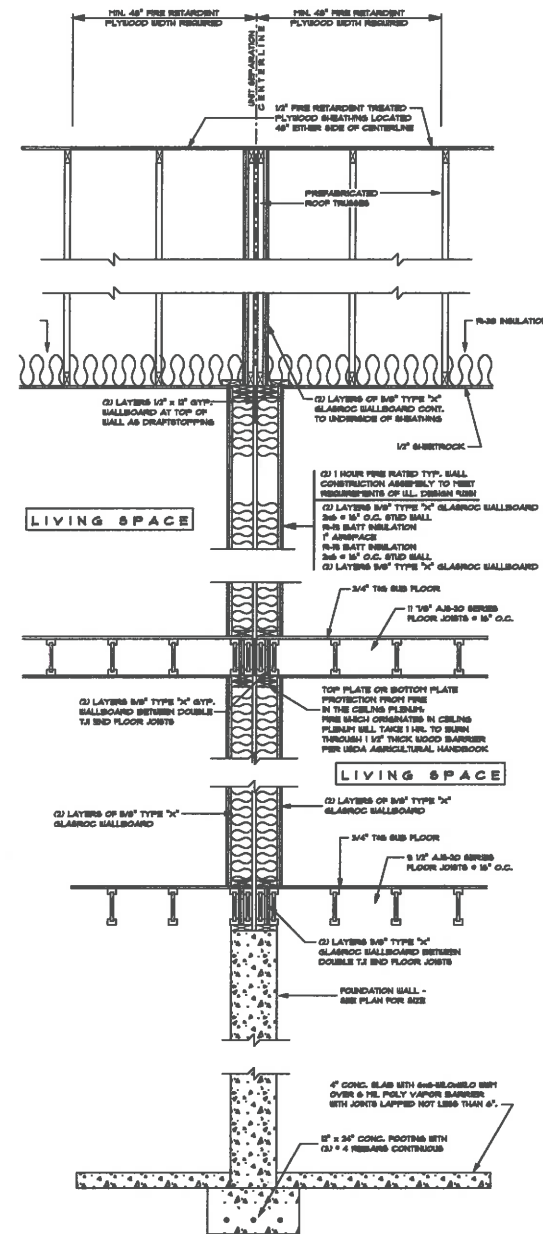 MIN. 48" FIRE RETARDENT
PLYWOOD WIDTH REQUIRED
MIN. 48" FIRE RETARDENT
PLYWOOD WIDTH REQUIRED
UNIT SEPARATION
CENTERLINE
1/2" FIRE RETARDENT TREATED
PLYWOOD SHEATHING LOCATED
48" EITHER SIDE OF CENTERLINE
PREFABRICATED
ROOF TRUSSES
R-38 INSULATION
(2) LAYERS 1/2" x 12" GYP.
WALLBOARD AT TOP OF
WALL AS DRAFTSTOPPING
(2) LAYERS OF 5/8" TYPE "X"
GLASROC WALLBOARD CONT.
TO UNDERSIDE OF SHEATHING
1/2" SHEETROCK
(2) 1 HOUR FIRE RATED TYP. WALL
CONSTRUCTION ASSEMBLY TO MEET
REQUIREMENTS OF U.L. DESIGN
(2) LAYERS 5/8" TYPE "X" GLASROC WALLBOARD
2x6 @ 16" O.C. STUD WALL
R-19 BATT INSULATION
1" AIRSPACE
R-19 BATT INSULATION
2x6 @ 16" O.C. STUD WALL
(2) LAYERS 5/8" TYPE "X" GLASROC WALLBOARD
LIVING SPACE
3/4" T&G SUB FLOOR
11 7/8" AJS-20 SERIES
FLOOR JOISTS @ 16" O.C.
(2) LAYERS 5/8" TYPE "X" GYP.
WALLBOARD BETWEEN DOUBLE
TJI END FLOOR JOISTS
TOP PLATE OR BOTTOM PLATE
PROTECTION FROM FIRE
IN THE CEILING PLENUM:
FIRE WHICH ORIGINATES IN CEILING
PLENUM WILL TAKE 1 HR. TO BURN
THROUGH 1 1/2" THICK WOOD BARRIER
PER USDA AGRICULTURAL HANDBOOK
LIVING SPACE
(2) LAYERS OF 5/8" TYPE "X"
GLASROC WALLBOARD
(2) LAYERS OF 5/8" TYPE "X"
GLASROC WALLBOARD
3/4" T&G SUB FLOOR
9 1/2" AJS-20 SERIES
FLOOR JOISTS @ 16" O.C.
(2) LAYERS 5/8" TYPE "X"
GLASROC WALLBOARD BETWEEN
DOUBLE TJI END FLOOR JOISTS
FOUNDATION WALL -
SEE PLAN FOR SIZE
4" CONC. SLAB WITH WWM
OVER 6 MIL POLY VAPOR BARRIER
WITH JOINTS LAPPED NOT LESS THAN 6".
12" x 24" CONC. FOOTING WITH
(3) # 4 REBARS CONTINUOUS